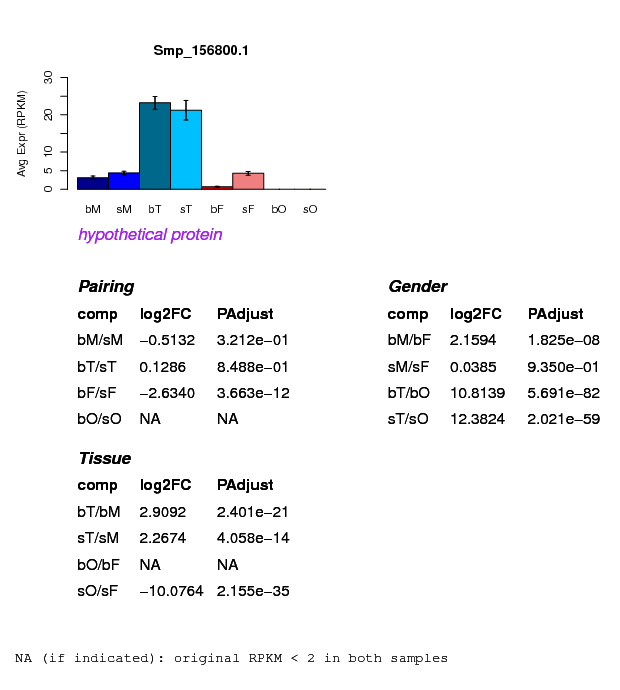 Smp_156800.1
Avg Expr (RPKM)
30
20
10
5
0
bM sM bT sT bF sF bO sO
hypothetical protein
Pairing
comp log2FC PAdjust
bM/sM −0.5132 3.212e−01
bT/sT 0.1286 8.488e−01
bF/sF −2.6340 3.663e−12
bO/sO NA NA
Gender
comp log2FC PAdjust
bM/bF 2.1594 1.825e−08
sM/sF 0.0385 9.350e−01
bT/bO 10.8139 5.691e−82
sT/sO 12.3824 2.021e−59
Tissue
comp log2FC PAdjust
bT/bM 2.9092 2.401e−21
sT/sM 2.2674 4.058e−14
bO/bF NA NA
sO/sF −10.0764 2.155e−35
NA (if indicated): original RPKM < 2 in both samples